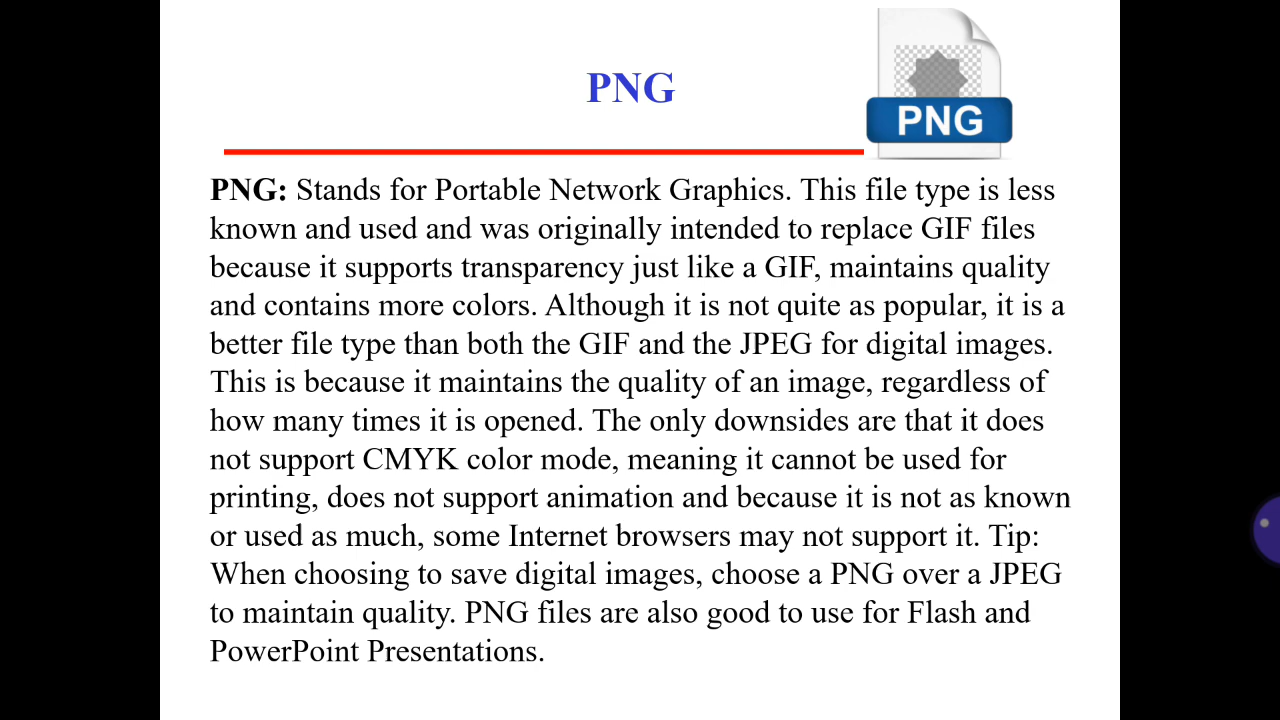 PNG
PNG
PNG: Stands for Portable Network Graphics. This file type is less
known and used and was originally intended to replace GIF files
because it supports transparency just like a GIF, maintains quality
and contains more colors. Although it is not quite as popular, it is a
better file type than both the GIF and the JPEG for digital images.
This is because it maintains the quality of an image, regardless of
how many times it is opened. The only downsides are that it does
not support CMYK color mode, meaning it cannot be used for
printing, does not support animation and because it is not as known
or used as much, some Internet browsers may not support it. Tip:
When choosing to save digital images, choose a PNG over a JPEG
to maintain quality. PNG files are also good to use for Flash and
PowerPoint Presentations.